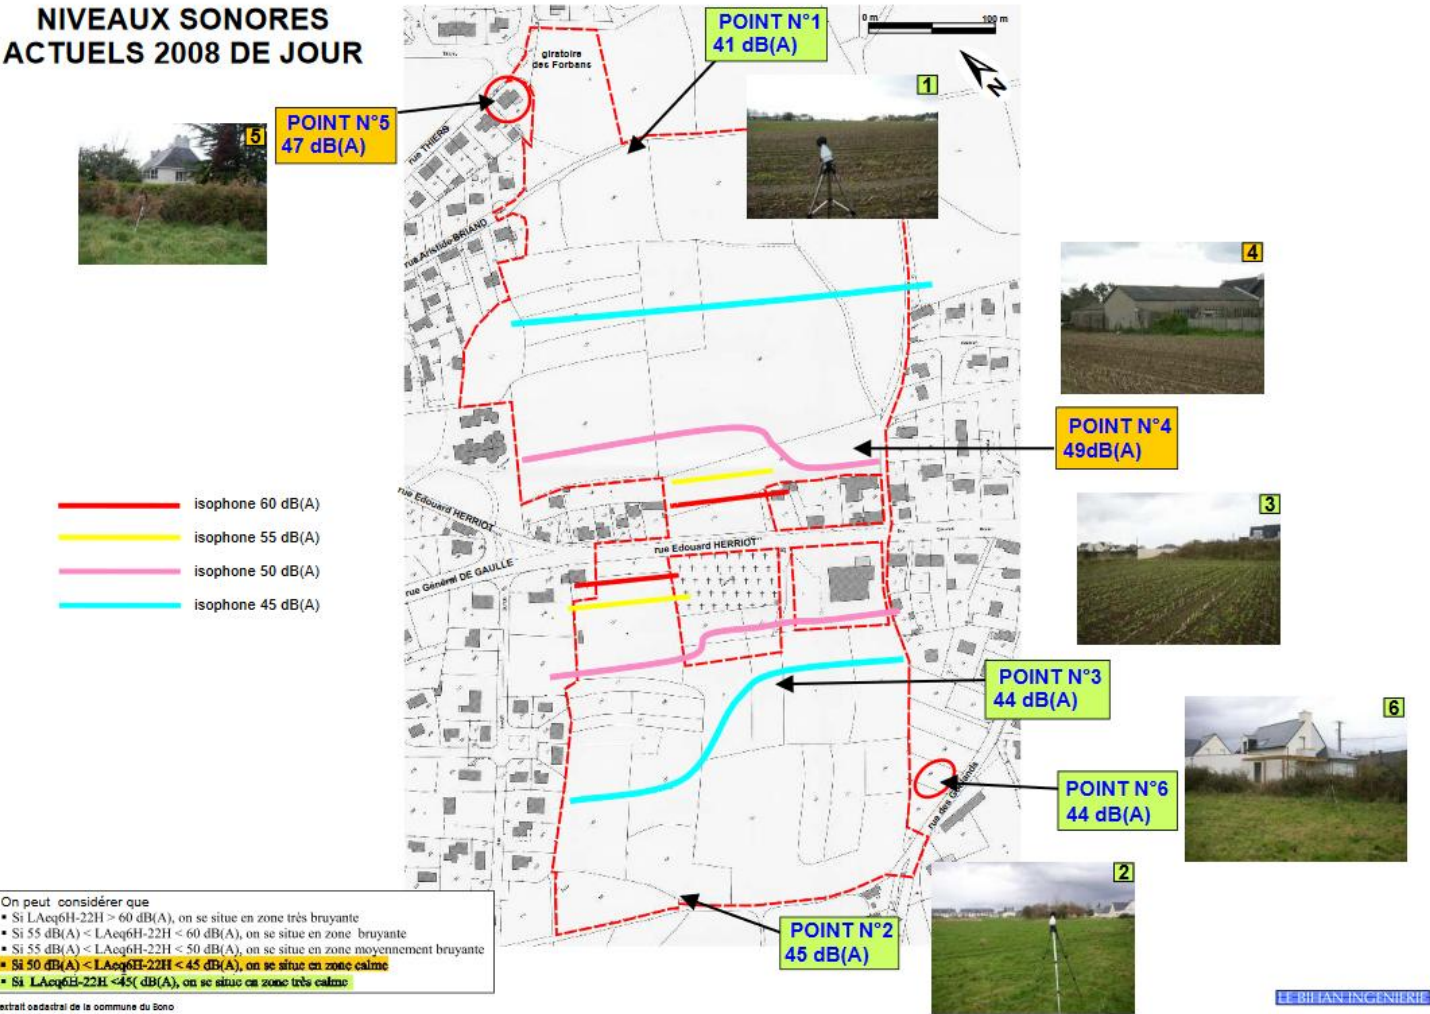 NIVEAUX SONORES
ACTUELS 2008 DE JOUR
POINT N°1
41 dB(A)
0 m 100 m
N
giratoire
des Forbans
1
POINT N°5
47 dB(A)
5
rue THIERS
rue Aristide BRIAND
4
POINT N°4
49dB(A)
3
isophone 60 dB(A)
isophone 55 dB(A)
isophone 50 dB(A)
isophone 45 dB(A)
rue Edouard HERRIOT
rue Edouard HERRIOT
rue Général DE GAULLE
POINT N°3
44 dB(A)
6
POINT N°6
44 dB(A)
rue des
2
POINT N°2
45 dB(A)
On peut considérer que
▪ Si LAeq6H-22H > 60 dB(A), on se situe en zone très bruyante
▪ Si 55 dB(A) < LAeq6H-22H < 60 dB(A), on se situe en zone bruyante
▪ Si 55 dB(A) < LAeq6H-22H < 50 dB(A), on se situe en zone moyennement bruyante
▪ Si 50 dB(A) < LAeq6H-22H < 45 dB(A), on se situe en zone calme
▪ Si LAeq6H-22H <45( dB(A), on se situe en zone très calme
extrait cadastral de la commune du Bono
LE BIHAN INGENIERIE